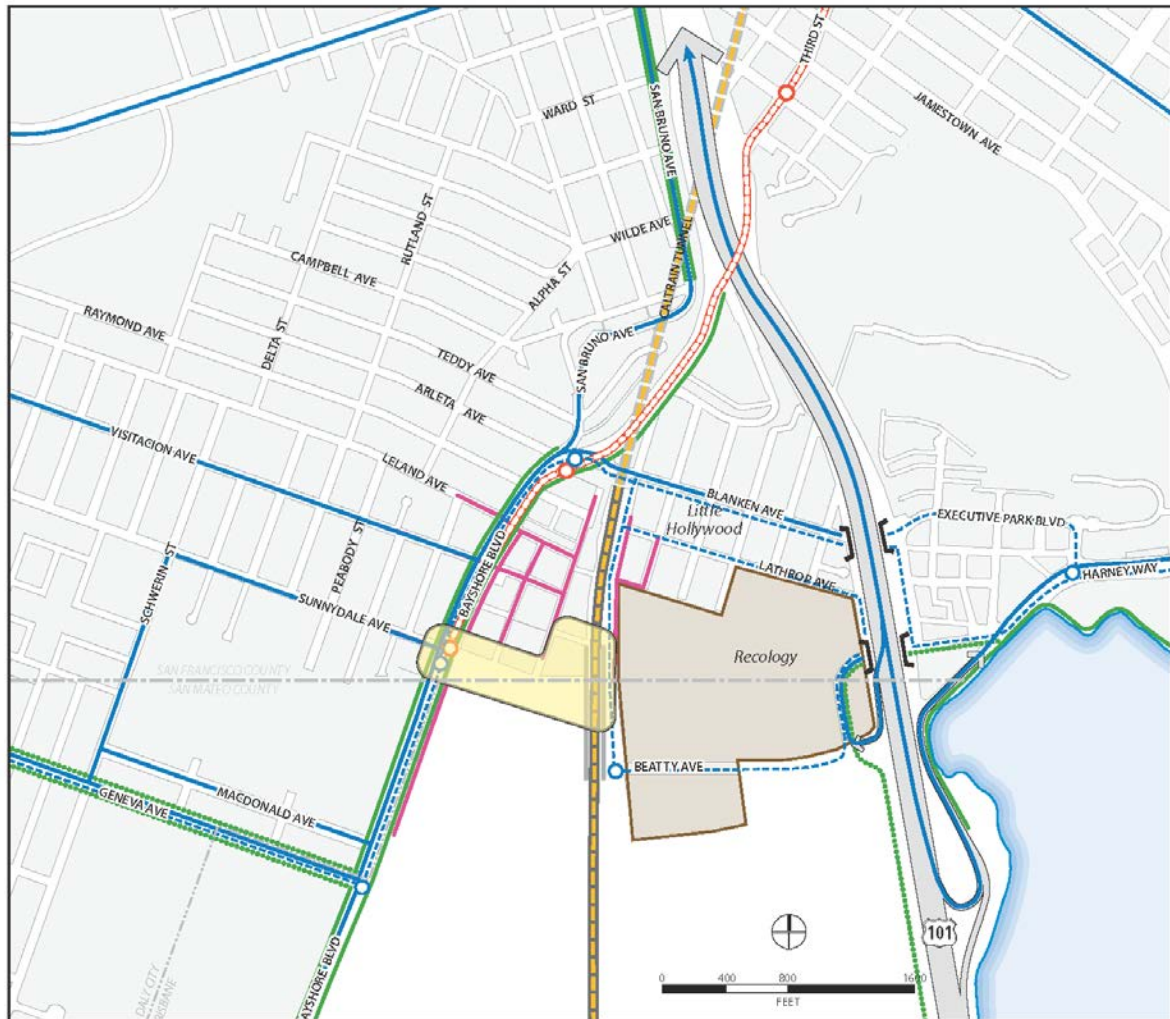 THIRD ST
SAN BRUNO AVE
JAMESTOWN AVE
WARD ST
RUTLAND ST
WILDE AVE
CAMPBELL AVE
ALPHA ST
CALTRAIN TUNNEL
RAYMOND AVE
DELTA ST
TEDDY AVE
SAN BRUNO AVE
ARLETA AVE
VISITACION AVE
LELAND AVE
BLANKEN AVE
Little
Hollywood
EXECUTIVE PARK BLVD
PEABODY ST
BAYSHORE BLVD
LATHROP AVE
HARNEY WAY
SCHWERIN ST
SUNNYDALE AVE
Recology
SAN FRANCISCO COUNTY
SAN MATEO COUNTY
BEATTY AVE
GENEVA AVE
MACDONALD AVE
101
DALY CITY
BAYSHORE BLVD
0 400 800 1600
FEET